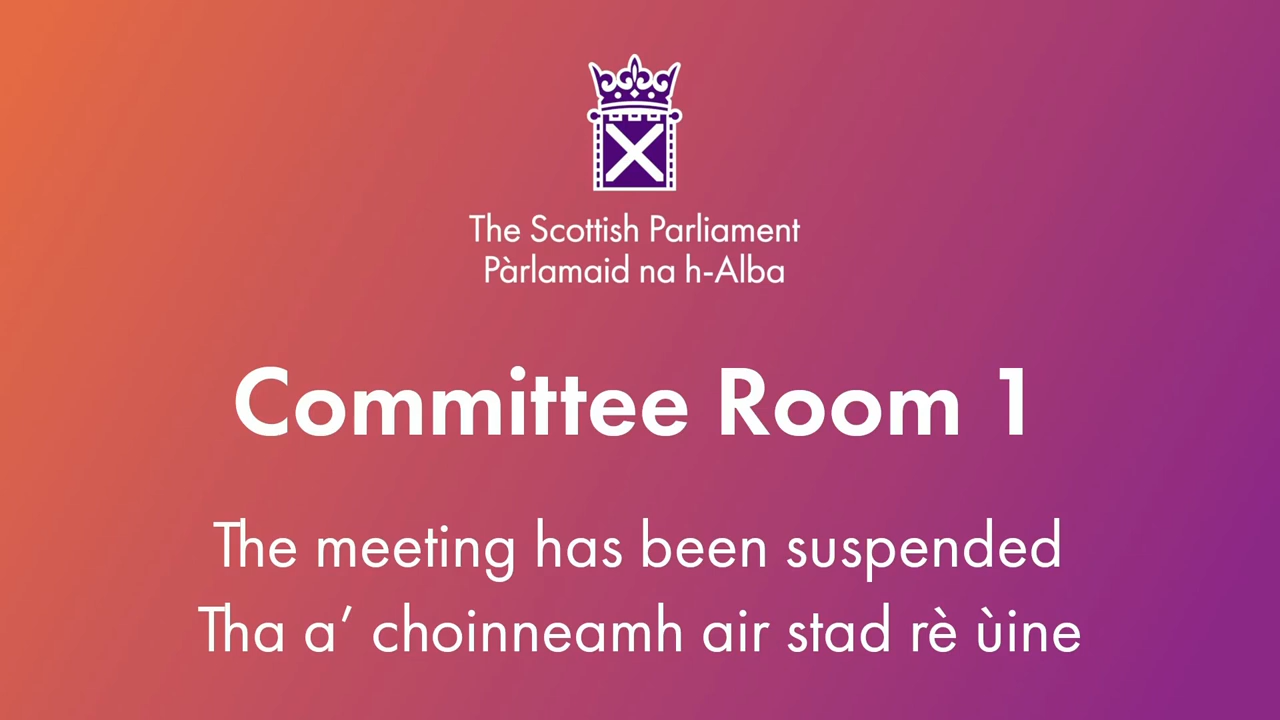 The Scottish Parliament
Pàrlamaid na h-Alba
Committee Room 1
The meeting has been suspended
Tha a’ choinneamh air stad rè ùine